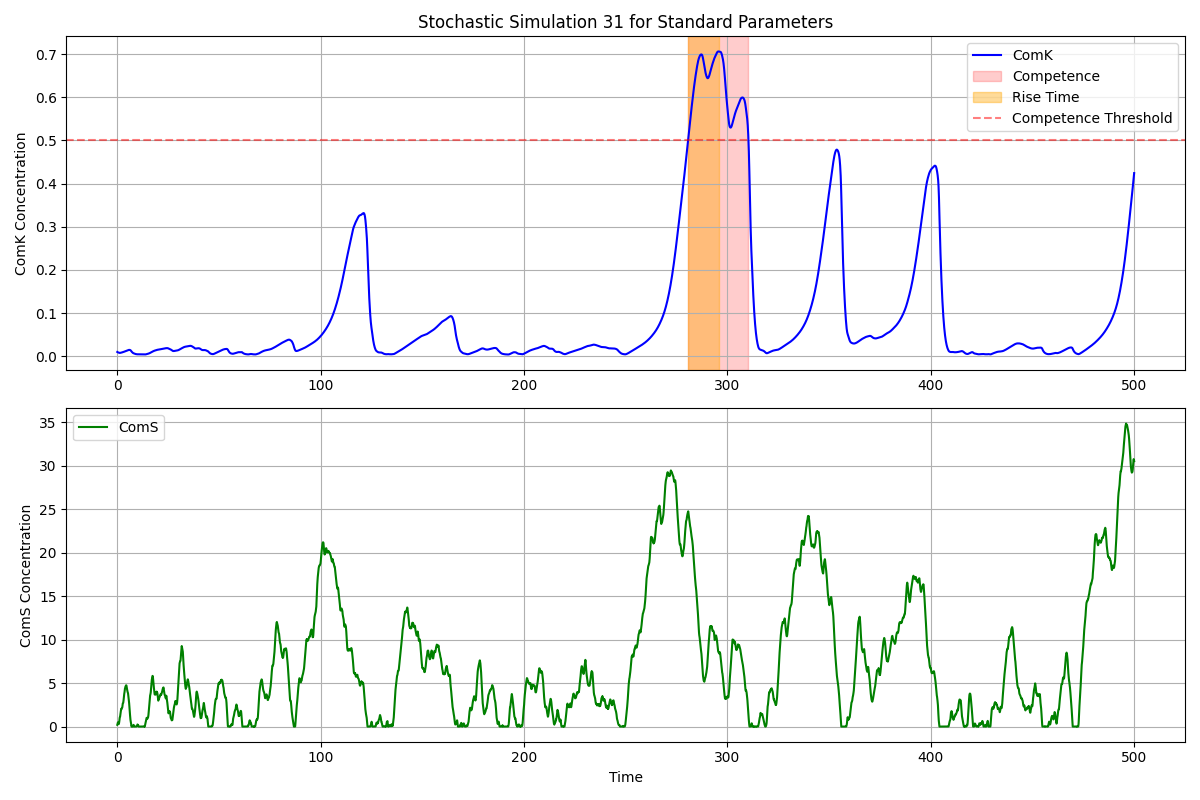 Stochastic Simulation 31 for Standard Parameters
ComK Concentration
0.7
0.6
0.5
0.4
0.3
0.2
0.1
0.0
ComK
Competence
Rise Time
Competence Threshold
0 100 200 300 400 500
ComS Concentration
35
30
25
20
15
10
5
0
ComS
0 100 200 300 400 500
Time